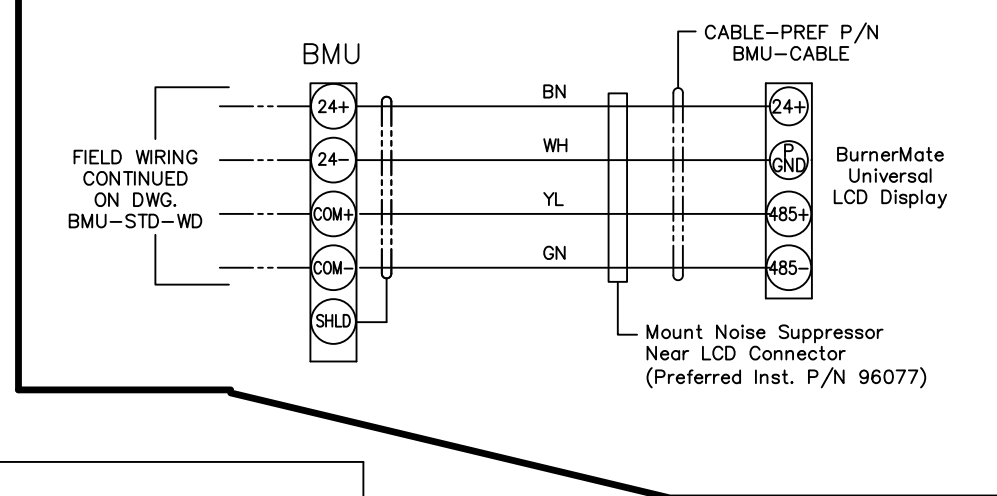 CABLE-PREF P/N
BMU-CABLE
BMU
FIELD WIRING
CONTINUED
ON DWG.
BMU-STD-WD
24+
24-
COM+
COM-
SHLD
BN
WH
YL
GN
24+
P
GND
485+
485-
BurnerMate
Universal
LCD Display
Mount Noise Suppressor
Near LCD Connector
(Preferred Inst. P/N 96077)